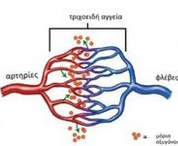 τριχοειδή αγγεία
αρτηρίες
φλέβες
μόρια
οξυγόνου